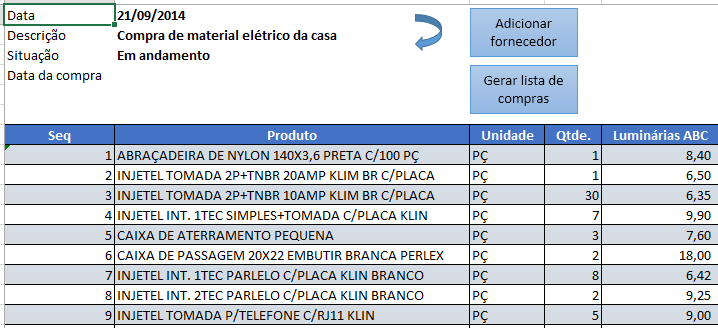 Data 21/09/2014
Descrição Compra de material elétrico da casa
Situação Em andamento
Data da compra
Adicionar
fornecedor
Gerar lista de
compras
Seq Produto Unidade Qtde. Luminárias ABC
1 ABRAÇADEIRA DE NYLON 140X3,6 PRETA C/100 PÇ PÇ 1 8,40
2 INJETEL TOMADA 2P+TNBR 20AMP KLIM BR C/PLACA PÇ 1 6,50
3 INJETEL TOMADA 2P+TNBR 10AMP KLIM BR C/PLACA PÇ 30 6,35
4 INJETEL INT. 1TEC SIMPLES+TOMADA C/PLACA KLIN PÇ 7 9,90
5 CAIXA DE ATERRAMENTO PEQUENA PÇ 3 7,60
6 CAIXA DE PASSAGEM 20X22 EMBUTIR BRANCA PERLEX PÇ 2 18,00
7 INJETEL INT. 1TEC PARLELO C/PLACA KLIN BRANCO PÇ 8 6,42
8 INJETEL INT. 2TEC PARLELO C/PLACA KLIN BRANCO PÇ 2 9,25
9 INJETEL TOMADA P/TELEFONE C/RJ11 KLIN PÇ 5 9,00